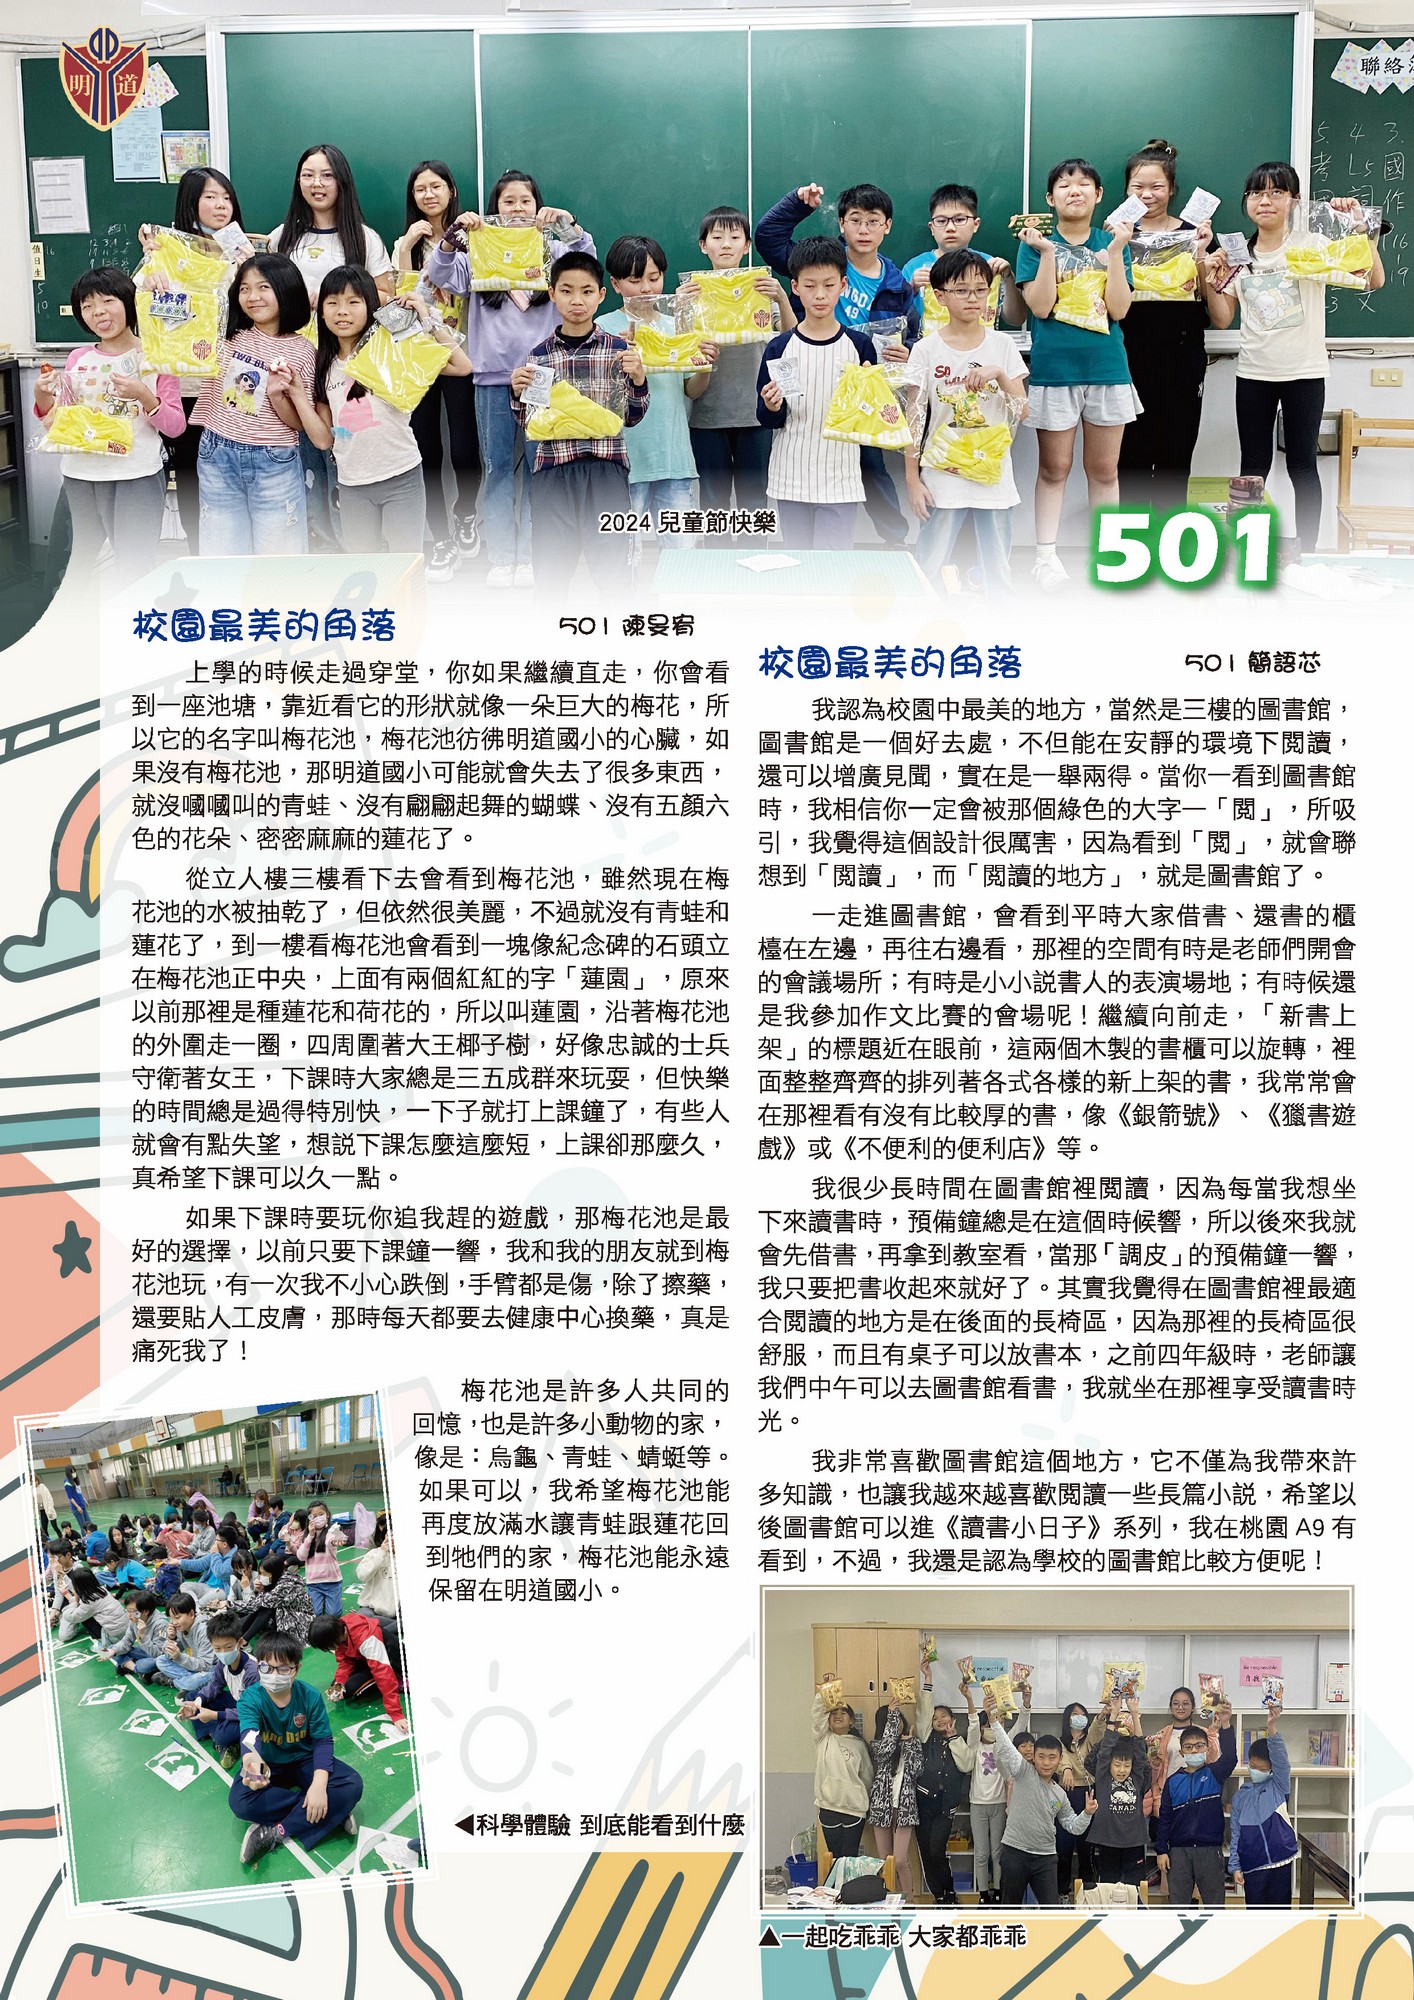 明道
聯絡
值日生
5. 4 3.
考 L5 國
詞 作
2024 兒童節快樂
501
校園最美的角落 501 陳旻宥
上學的時候走過穿堂，你如果繼續直走，你會看
到一座池塘，靠近看它的形狀就像一朵巨大的梅花，所
以它的名字叫梅花池，梅花池彷彿明道國小的心臟，如
果沒有梅花池，那明道國小可能就會失去了很多東西，
就沒嘓嘓叫的青蛙、沒有翩翩起舞的蝴蝶、沒有五顏六
色的花朵、密密麻麻的蓮花了。
從立人樓三樓看下去會看到梅花池，雖然現在梅
花池的水被抽乾了，但依然很美麗，不過就沒有青蛙和
蓮花了，到一樓看梅花池會看到一塊像紀念碑的石頭立
在梅花池正中央，上面有兩個紅紅的字「蓮園」，原來
以前那裡是種蓮花和荷花的，所以叫蓮園，沿著梅花池
的外圍走一圈，四周圍著大王椰子樹，好像忠誠的士兵
守衛著女王，下課時大家總是三五成群來玩耍，但快樂
的時間總是過得特別快，一下子就打上課鐘了，有些人
就會有點失望，想說下課怎麼這麼短，上課卻那麼久，
真希望下課可以久一點。
如果下課時要玩你追我趕的遊戲，那梅花池是最
好的選擇，以前只要下課鐘一響，我和我的朋友就到梅
花池玩，有一次我不小心跌倒，手臂都是傷，除了擦藥，
還要貼人工皮膚，那時每天都要去健康中心換藥，真是
痛死我了！
梅花池是許多人共同的
回憶，也是許多小動物的家，
像是：烏龜、青蛙、蜻蜓等。
如果可以，我希望梅花池能
再度放滿水讓青蛙跟蓮花回
到牠們的家，梅花池能永遠
保留在明道國小。
◀科學體驗 到底能看到什麼
校園最美的角落 501 簡語芯
我認為校園中最美的地方，當然是三樓的圖書館，
圖書館是一個好去處，不但能在安靜的環境下閱讀，
還可以增廣見聞，實在是一舉兩得。當你一看到圖書館
時，我相信你一定會被那個綠色的大字—「閱」，所吸
引，我覺得這個設計很厲害，因為看到「閱」，就會聯
想到「閱讀」，而「閱讀的地方」，就是圖書館了。
一走進圖書館，會看到平時大家借書、還書的櫃
檯在左邊，再往右邊看，那裡的空間有時是老師們開會
的會議場所；有時是小小說書人的表演場地；有時候還
是我參加作文比賽的會場呢！繼續向前走，「新書上
架」的標題近在眼前，這兩個木製的書櫃可以旋轉，裡
面整整齊齊的排列著各式各樣的新上架的書，我常常會
在那裡看有沒有比較厚的書，像《銀箭號》、《獵書遊
戲》或《不便利的便利店》等。
我很少長時間在圖書館裡閱讀，因為每當我想坐
下來讀書時，預備鐘總是在這個時候響，所以後來我就
會先借書，再拿到教室看，當那「調皮」的預備鐘一響，
我只要把書收起來就好了。其實我覺得在圖書館裡最適
合閱讀的地方是在後面的長椅區，因為那裡的長椅區很
舒服，而且有桌子可以放書本，之前四年級時，老師讓
我們中午可以去圖書館看書，我就坐在那裡享受讀書時
光。
我非常喜歡圖書館這個地方，它不僅為我帶來許
多知識，也讓我越來越喜歡閱讀一些長篇小說，希望以
後圖書館可以進《讀書小日子》系列，我在桃園 A9 有
看到，不過，我還是認為學校的圖書館比較方便呢！
▲一起吃乖乖 大家都乖乖